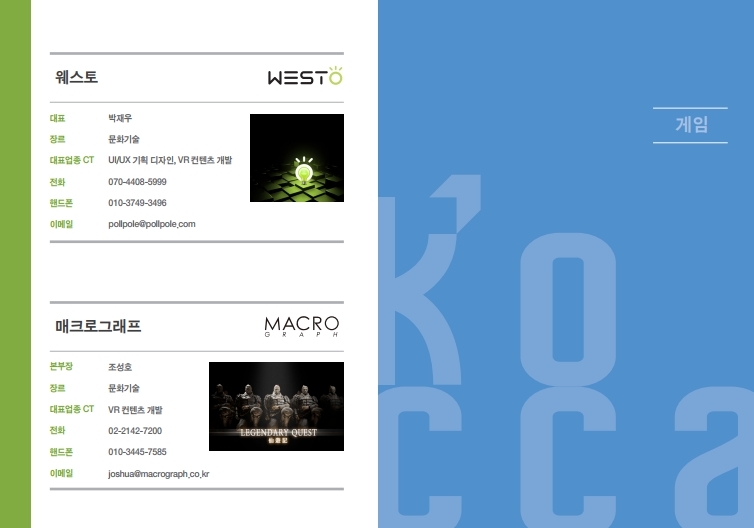 웨스토
WESTO
대표 박재우
장르 문화기술
대표업종 CT UI/UX 기획 디자인, VR 컨텐츠 개발
전화 070-4408-5999
핸드폰 010-3749-3496
이메일 pollpole@pollpole.com
매크로그래프
MACRO
GRAPH
본부장 조성호
장르 문화기술
대표업종 CT VR 컨텐츠 개발
전화 02-2142-7200
핸드폰 010-3445-7585
이메일 joshua@macrograph.co.kr
LEGENDARY QUEST
게임
k'o
cca